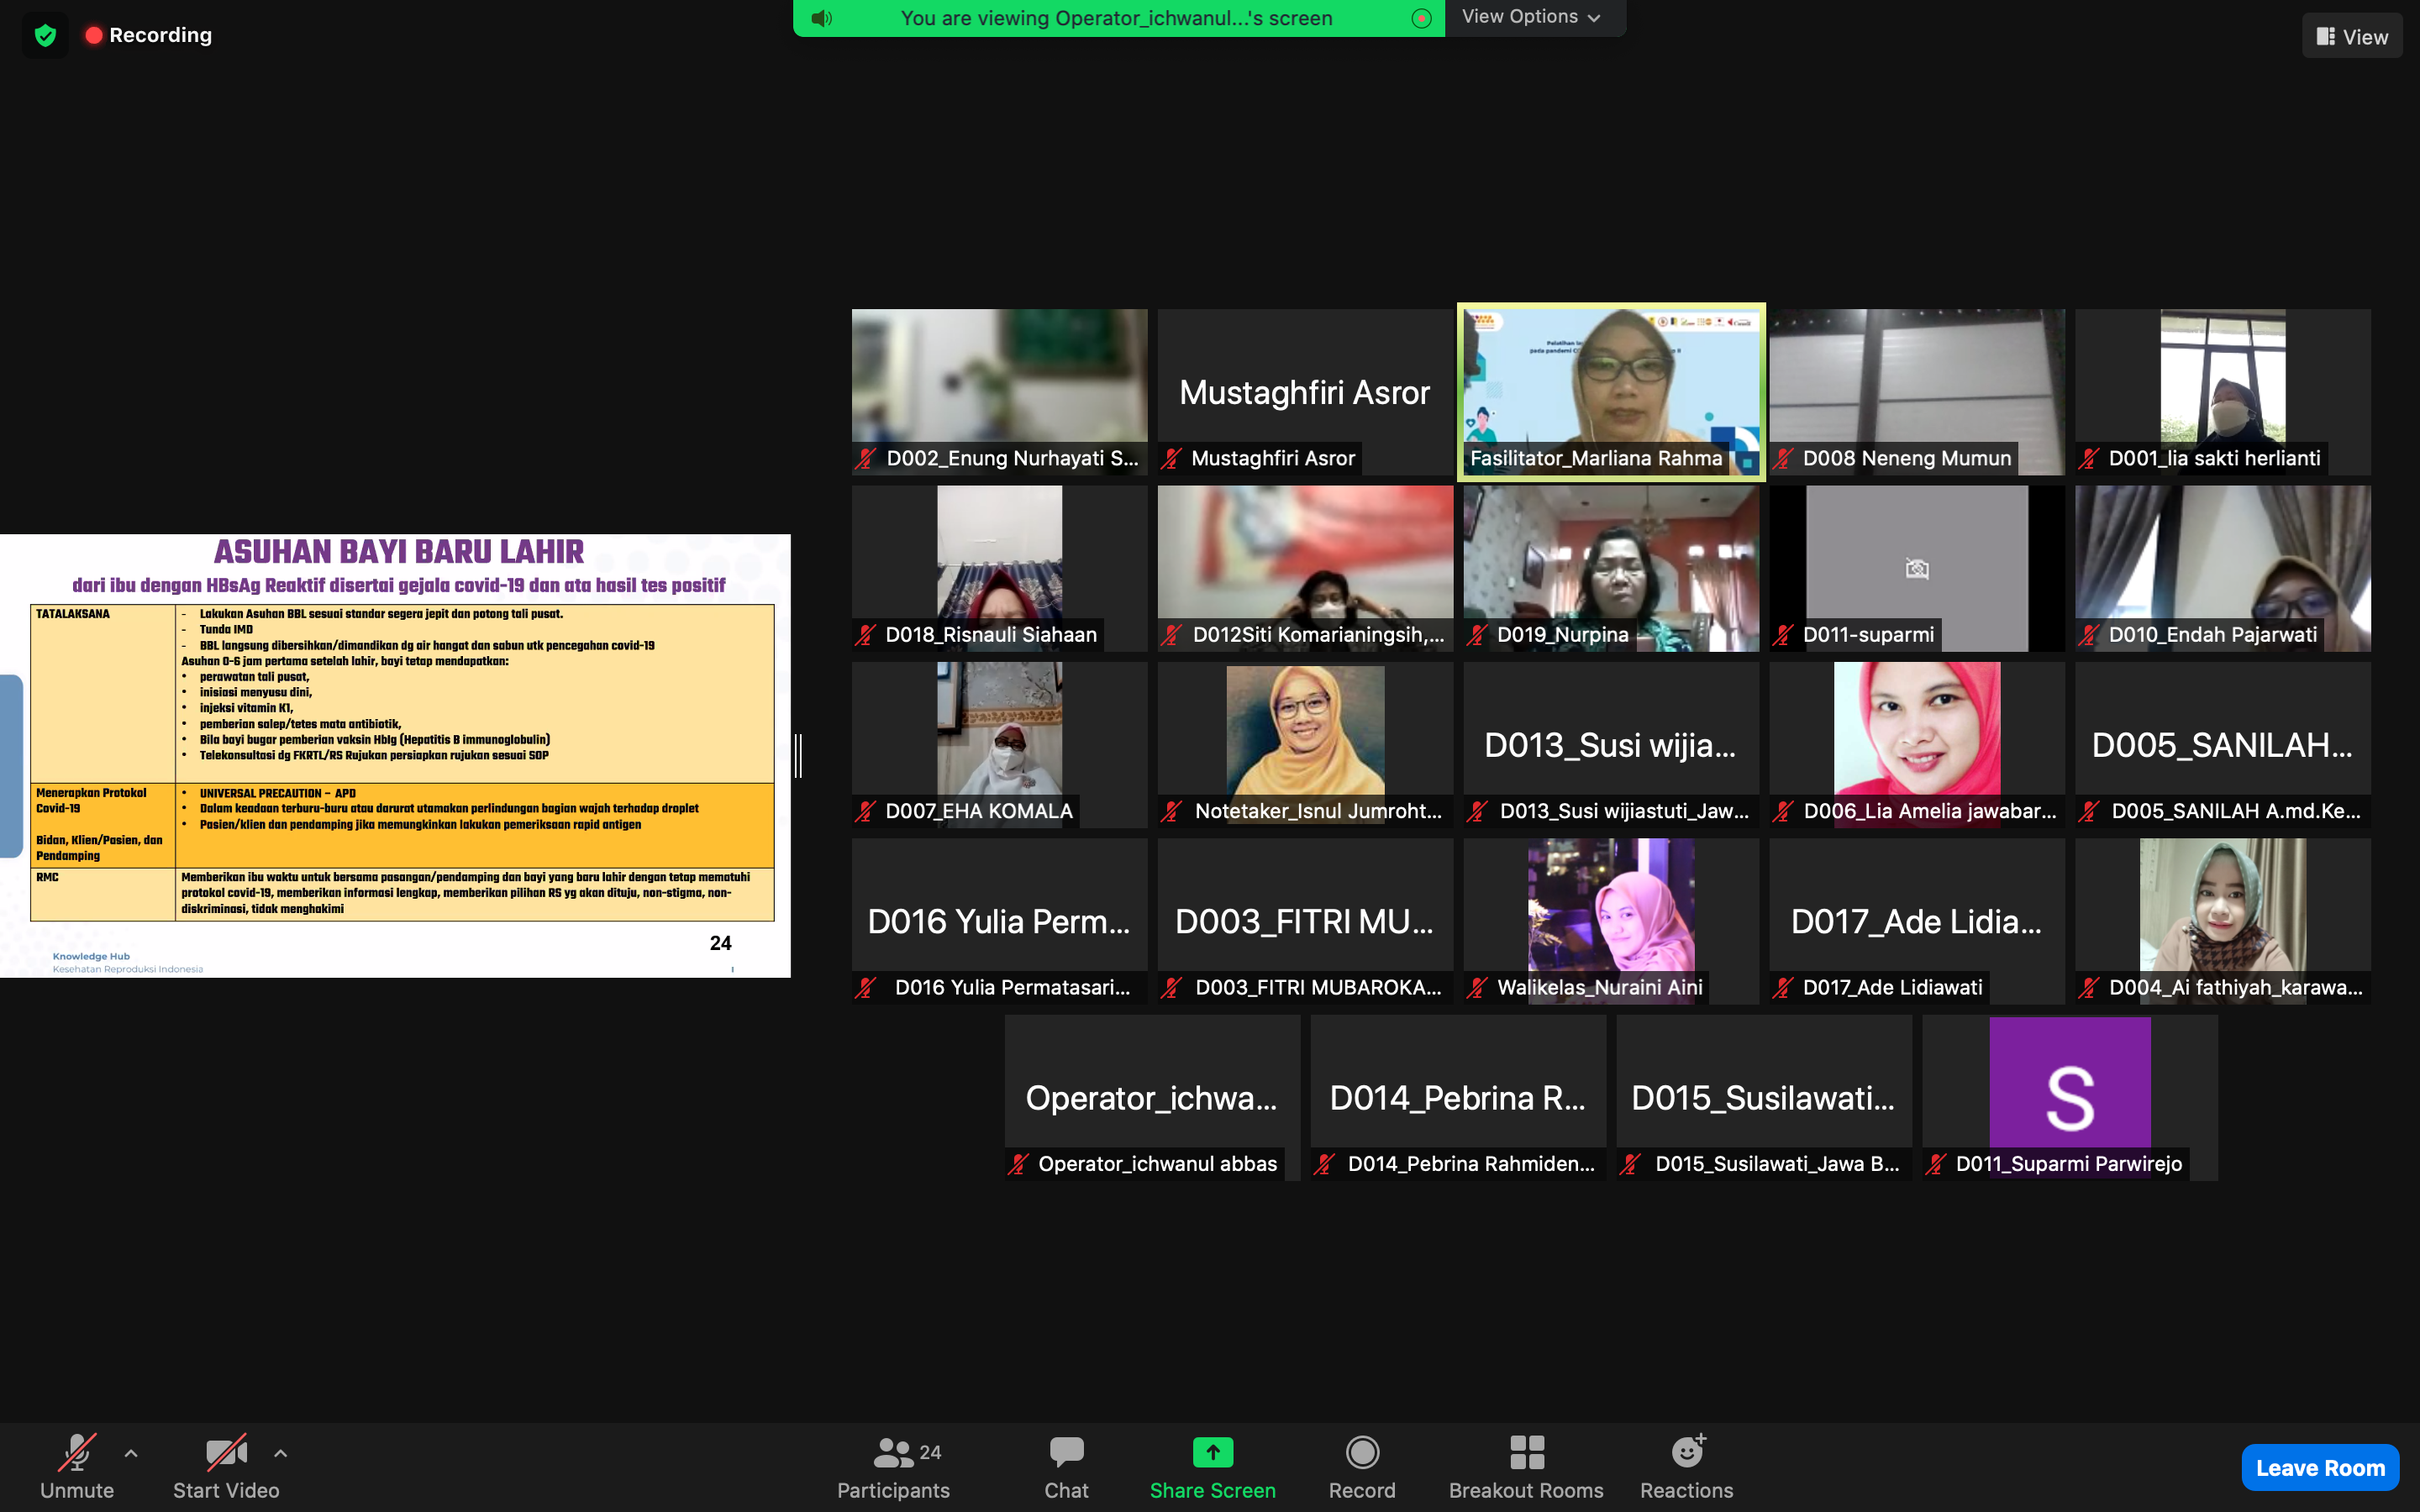 Recording
You are viewing Operator_ichwanul...'s screen
View Options
View
ASUHAN BAYI BARU LAHIR
dari ibu dengan HBsAg Reaktif disertai gejala covid-19 dan ata hasil tes positif
TATALAKSANA
- Lakukan Asuhan BBL sesuai standar segera jepit dan potong tali pusat.
- Tunda IMD
- BBL langsung dibersihkan/dimandikan dg air hangat dan sabun utk pencegahan covid-19
Asuhan 0-6 jam pertama setelah lahir, bayi tetap mendapatkan:
• perawatan tali pusat,
• inisiasi menyusu dini,
• injeksi vitamin K1,
• pemberian salep/tetes mata antibiotik,
• Bila bayi bugar pemberian vaksin HbIg (Hepatitis B immunoglobulin)
• Telekonsultasi dg FKRTL/RS Rujukan persiapkan rujukan sesuai SOP
Menerapkan Protokol
Covid-19
Bidan, Klien/Pasien, dan
Pendamping
• UNIVERSAL PRECAUTION – APD
• Dalam keadaan terburu-buru atau darurat utamakan perlindungan bagian wajah terhadap droplet
• Pasien/klien dan pendamping jika memungkinkan lakukan pemeriksaan rapid antigen
RMC
Memberikan ibu waktu untuk bersama pasangan/pendamping dan bayi yang baru lahir dengan tetap mematuhi
protokol covid-19, memberikan informasi lengkap, memberikan pilihan RS yg akan dituju, non-stigma, non-
diskriminasi, tidak menghakimi
24
Knowledge Hub
Kesehatan Reproduksi Indonesia
D002_Enung Nurhayati S...
Mustaghfiri Asror
Mustaghfiri Asror
Pelatihan
pada pandemi
Fasilitator_Marliana Rahma
D008 Neneng Mumun
D001_lia sakti herlianti
D018_Risnauli Siahaan
D012Siti Komarianingsih,...
D019_Nurpina
D011-suparmi
D010_Endah Pajarwati
D007_EHA KOMALA
Notetaker_Isnul Jumroht...
D013_Susi wijia...
D013_Susi wijiastuti_Jaw...
D006_Lia Amelia jawabar...
D005_SANILAH...
D005_SANILAH A.md.Ke...
D016 Yulia Perm...
D016 Yulia Permatasari...
D003_FITRI MU...
D003_FITRI MUBAROKA...
Walikelas_Nuraini Aini
D017_Ade Lidia...
D017_Ade Lidiawati
D004_Ai fathiyah_karawa...
Operator_ichwa...
Operator_ichwanul abbas
D014_Pebrina R...
D014_Pebrina Rahmiden...
D015_Susilawati...
D015_Susilawati_Jawa B...
S
D011_Suparmi Parwirejo
Unmute
Start Video
24
Participants
Chat
Share Screen
Record
Breakout Rooms
Reactions
Leave Room